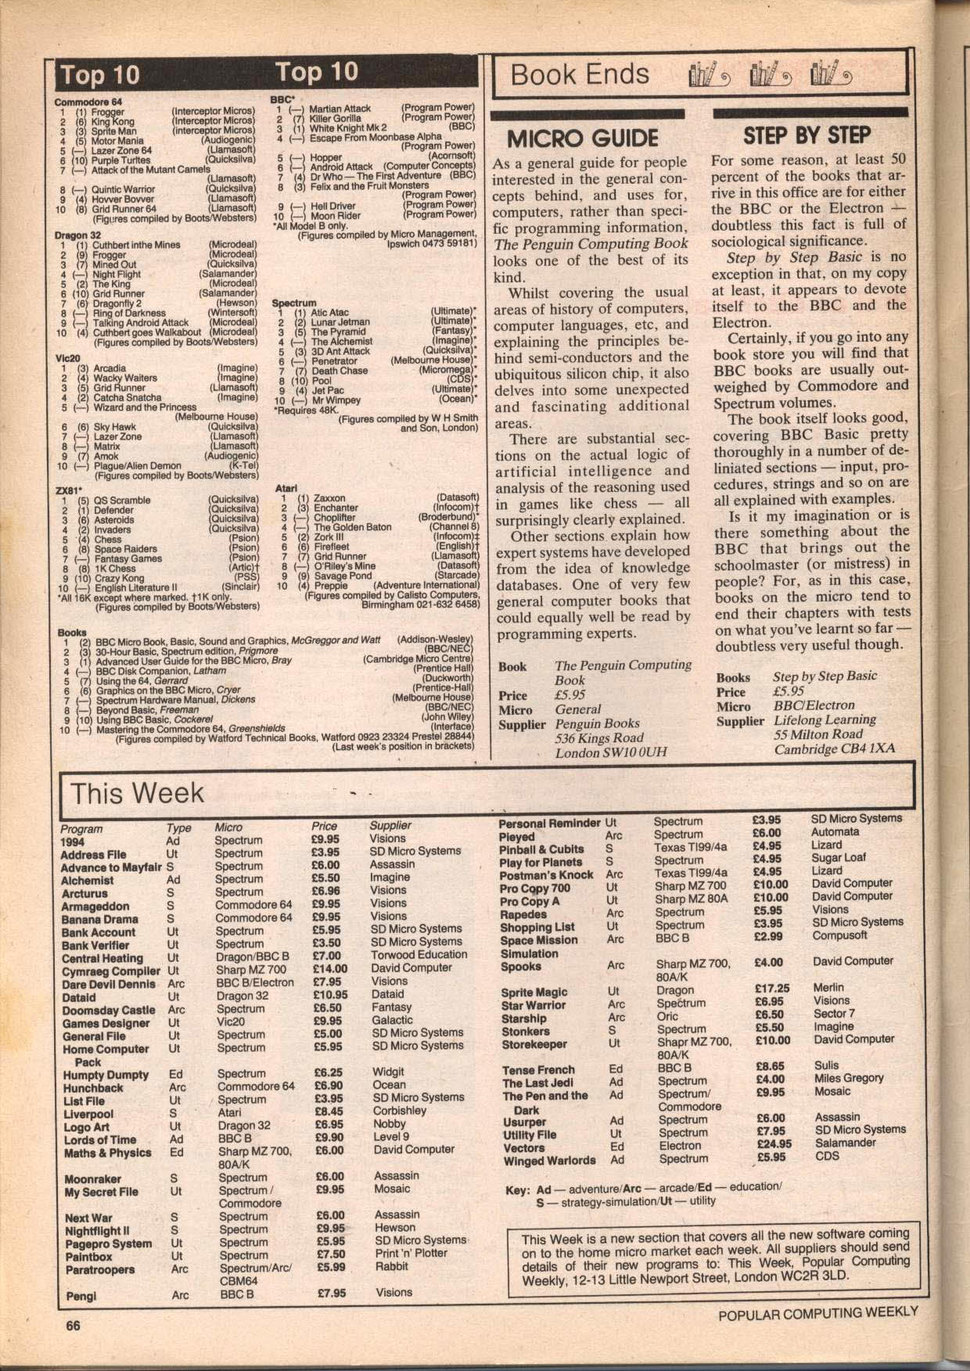 Top 10
Commodore 64
1 (1) Frogger (Interceptor Micros)
2 (6) King Kong (Interceptor Micros)
3 (3) Sprite Man (interceptor Micros)
4 (5) Motor Mania (Audiogenic)
5 (—) Lazer Zone 64 (Llamasoft)
6 (10) Purple Turltes (Quicksilva)
7 (—) Attack of the Mutant Camels
(Llamasoft)
8 (—) Quintic Warrior (Quicksilva)
9 (4) Hovver Bovver (Llamasoft)
10 (8) Grid Runner 64 (Llamasoft)
(Figures compiled by Boots/Websters)
Dragon 32
1 (1) Cuthbert inthe Mines (Microdeal)
2 (9) Frogger (Microdeal)
3 (7) Mined Out (Quicksilva)
4 (—) Night Flight (Salamander)
5 (2) The King (Microdeal)
6 (10) Grid Runner (Salamander)
7 (6) Dragonfly 2 (Hewson)
8 (—) Ring of Darkness (Wintersoft)
9 (—) Talking Android Attack (Microdeal)
10 (4) Cuthbert goes Walkabout (Microdeal)
(Figures compiled by Boots/Websters)
Vic20
1 (3) Arcadia (Imagine)
2 (4) Wacky Waiters (Imagine)
3 (5) Grid Runner (Llamasoft)
4 (2) Catcha Snatcha (Imagine)
5 (—) Wizard and the Princess
(Melbourne House)
6 (6) Sky Hawk (Quicksilva)
7 (—) Lazer Zone (Llamasoft)
8 (—) Matrix (Llamasoft)
9 (7) Amok (Audiogenic)
10 (—) Plague/Alien Demon (K-Tel)
(Figures compiled by Boots/Websters)
ZX81*
1 (5) QS Scramble (Quicksilva)
2 (1) Defender (Quicksilva)
3 (6) Asteroids (Quicksilva)
4 (2) Invaders (Quicksilva)
5 (4) Chess (Psion)
6 (8) Space Raiders (Psion)
7 (—) Fantasy Games (Psion)
8 (8) 1K Chess (Artic)†
9 (10) Crazy Kong (PSS)
10 (—) English Literature II (Sinclair)
*All 16K except where marked. †1K only.
(Figures compiled by Boots/Websters)
Top 10
BBC*
1 (—) Martian Attack (Program Power)
2 (7) Killer Gorilla (Program Power)
3 (1) White Knight Mk 2 (BBC)
4 (—) Escape From Moonbase Alpha
(Program Power)
5 (—) Hopper (Acornsoft)
6 (—) Android Attack (Computer Concepts)
7 (4) Dr Who — The First Adventure (BBC)
8 (3) Felix and the Fruit Monsters
(Program Power)
9 (—) Hell Driver (Program Power)
10 (—) Moon Rider (Program Power)
*All Model B only.
(Figures compiled by Micro Management,
Ipswich 0473 59181)
Spectrum
1 (1) Atic Atac (Ultimate)*
2 (2) Lunar Jetman (Ultimate)*
3 (5) The Pyramid (Fantasy)*
4 (—) The Alchemist (Imagine)*
5 (3) 3D Ant Attack (Quicksilva)*
6 (—) Penetrator (Melbourne House)*
7 (7) Death Chase (Micromega)*
8 (10) Pool (CDS)*
9 (4) Jet Pac (Ultimate)*
10 (—) Mr Wimpey (Ocean)*
*Requires 48K.
(Figures compiled by W H Smith
and Son, London)
Atari
1 (1) Zaxxon (Datasoft)
2 (3) Enchanter (Infocom)‡
3 (—) Choplifter (Broderbund)*
4 (—) The Golden Baton (Channel 8)
5 (2) Zork III (Infocom)‡
6 (6) Firefleet (English)†
7 (7) Grid Runner (Llamasoft)
8 (—) O'Riley's Mine (Datasoft)
9 (9) Savage Pond (Starcade)
10 (4) Preppie (Adventure International)
(Figures compiled by Calisto Computers,
Birmingham 021-632 6458)
Books
1 (2) BBC Micro Book, Basic, Sound and Graphics, McGreggor and Watt (Addison-Wesley)
2 (3) 30-Hour Basic, Spectrum edition, Prigmore (BBC/NEC)
3 (1) Advanced User Guide for the BBC Micro, Bray (Cambridge Micro Centre)
4 (—) BBC Disk Companion, Latham (Prentice Hall)
5 (7) Using the 64, Gerrard (Duckworth)
6 (6) Graphics on the BBC Micro, Cryer (Prentice-Hall)
7 (—) Spectrum Hardware Manual, Dickens (Melbourne House)
8 (—) Beyond Basic, Freeman (BBC/NEC)
9 (10) Using BBC Basic, Cockerel (John Wiley)
10 (—) Mastering the Commodore 64, Greenshields (Interface)
(Figures compiled by Watford Technical Books, Watford 0923 23324 Prestel 28844)
(Last week's position in brackets)
Book Ends
MICRO GUIDE
As a general guide for people
interested in the general con-
cepts behind, and uses for,
computers, rather than speci-
fic programming information,
The Penguin Computing Book
looks one of the best of its
kind.
Whilst covering the usual
areas of history of computers,
computer languages, etc, and
explaining the principles be-
hind semi-conductors and the
ubiquitous silicon chip, it also
delves into some unexpected
and fascinating additional
areas.
There are substantial sec-
tions on the actual logic of
artificial intelligence and
analysis of the reasoning used
in games like chess — all
surprisingly clearly explained.
Other sections explain how
expert systems have developed
from the idea of knowledge
databases. One of very few
general computer books that
could equally well be read by
programming experts.
Book The Penguin Computing
Book
Price £5.95
Micro General
Supplier Penguin Books
536 Kings Road
London SW10 0UH
STEP BY STEP
For some reason, at least 50
percent of the books that ar-
rive in this office are for either
the BBC or the Electron —
doubtless this fact is full of
sociological significance.
Step by Step Basic is no
exception in that, on my copy
at least, it appears to devote
itself to the BBC and the
Electron.
Certainly, if you go into any
book store you will find that
BBC books are usually out-
weighed by Commodore and
Spectrum volumes.
The book itself looks good,
covering BBC Basic pretty
thoroughly in a number of de-
liniated sections — input, pro-
cedures, strings and so on are
all explained with examples.
Is it my imagination or is
there something about the
BBC that brings out the
schoolmaster (or mistress) in
people? For, as in this case,
books on the micro tend to
end their chapters with tests
on what you've learnt so far —
doubtless very useful though.
Books Step by Step Basic
Price £5.95
Micro BBC/Electron
Supplier Lifelong Learning
55 Milton Road
Cambridge CB4 1XA
This Week
Program Type Micro Price Supplier
1994 Ad Spectrum £9.95 Visions
Address File Ut Spectrum £3.95 SD Micro Systems
Advance to Mayfair S Spectrum £6.00 Assassin
Alchemist Ad Spectrum £5.50 Imagine
Arcturus S Spectrum £6.96 Visions
Armageddon S Commodore 64 £9.95 Visions
Banana Drama S Commodore 64 £9.95 Visions
Bank Account Ut Spectrum £5.95 SD Micro Systems
Bank Verifier Ut Spectrum £3.50 SD Micro Systems
Central Heating Ut Dragon/BBC B £7.00 Torwood Education
Cymraeg Compiler Ut Sharp MZ 700 £14.00 David Computer
Dare Devil Dennis Arc BBC B/Electron £7.95 Visions
Dataid Ut Dragon 32 £10.95 Dataid
Doomsday Castle Arc Spectrum £6.50 Fantasy
Games Designer Ut Vic20 £9.95 Galactic
General File Ut Spectrum £5.00 SD Micro Systems
Home Computer Ut Spectrum £5.95 SD Micro Systems
Pack
Humpty Dumpty Ed Spectrum £6.25 Widgit
Hunchback Arc Commodore 64 £6.90 Ocean
List File Ut Spectrum £3.95 SD Micro Systems
Liverpool S Atari £8.45 Corbishley
Logo Art Ut Dragon 32 £6.95 Nobby
Lords of Time Ad BBC B £9.90 Level 9
Maths & Physics Ed Sharp MZ 700, £6.00 David Computer
80A/K
Moonraker S Spectrum £6.00 Assassin
My Secret File Ut Spectrum / £9.95 Mosaic
Commodore
Next War S Spectrum £6.00 Assassin
Nightflight II S Spectrum £9.95 Hewson
Pagepro System Ut Spectrum £5.95 SD Micro Systems
Paintbox Ut Spectrum £7.50 Print 'n' Plotter
Paratroopers Arc Spectrum/Arc/ £5.99 Rabbit
CBM64
Pengi Arc BBC B £7.95 Visions
Personal Reminder Ut Spectrum £3.95 SD Micro Systems
Pieyed Arc Spectrum £6.00 Automata
Pinball & Cubits S Texas TI99/4a £4.95 Lizard
Play for Planets S Spectrum £4.95 Sugar Loaf
Postman's Knock Arc Texas TI99/4a £4.95 Lizard
Pro Copy 700 Ut Sharp MZ 700 £10.00 David Computer
Pro Copy A Ut Sharp MZ 80A £10.00 David Computer
Rapedes Arc Spectrum £5.95 Visions
Shopping List Ut Spectrum £3.95 SD Micro Systems
Space Mission Arc BBC B £2.99 Compusoft
Simulation
Spooks Arc Sharp MZ 700, £4.00 David Computer
80A/K
Sprite Magic Ut Dragon £17.25 Merlin
Star Warrior Arc Spectrum £6.95 Visions
Starship Arc Oric £6.50 Sector 7
Stonkers S Spectrum £5.50 Imagine
Storekeeper Ut Shapr MZ 700, £10.00 David Computer
80A/K
Tense French Ed BBC B £8.65 Sulis
The Last Jedi Ad Spectrum £4.00 Miles Gregory
The Pen and the Ad Spectrum/ £9.95 Mosaic
Dark Commodore
Usurper Ad Spectrum £6.00 Assassin
Utility File Ut Spectrum £7.95 SD Micro Systems
Vectors Ed Electron £24.95 Salamander
Winged Warlords Ad Spectrum £5.95 CDS
Key: Ad — adventure/Arc — arcade/Ed — education/
S — strategy-simulation/Ut — utility
This Week is a new section that covers all the new software coming
on to the home micro market each week. All suppliers should send
details of their new programs to: This Week, Popular Computing
Weekly, 12-13 Little Newport Street, London WC2R 3LD.
66
POPULAR COMPUTING WEEKLY